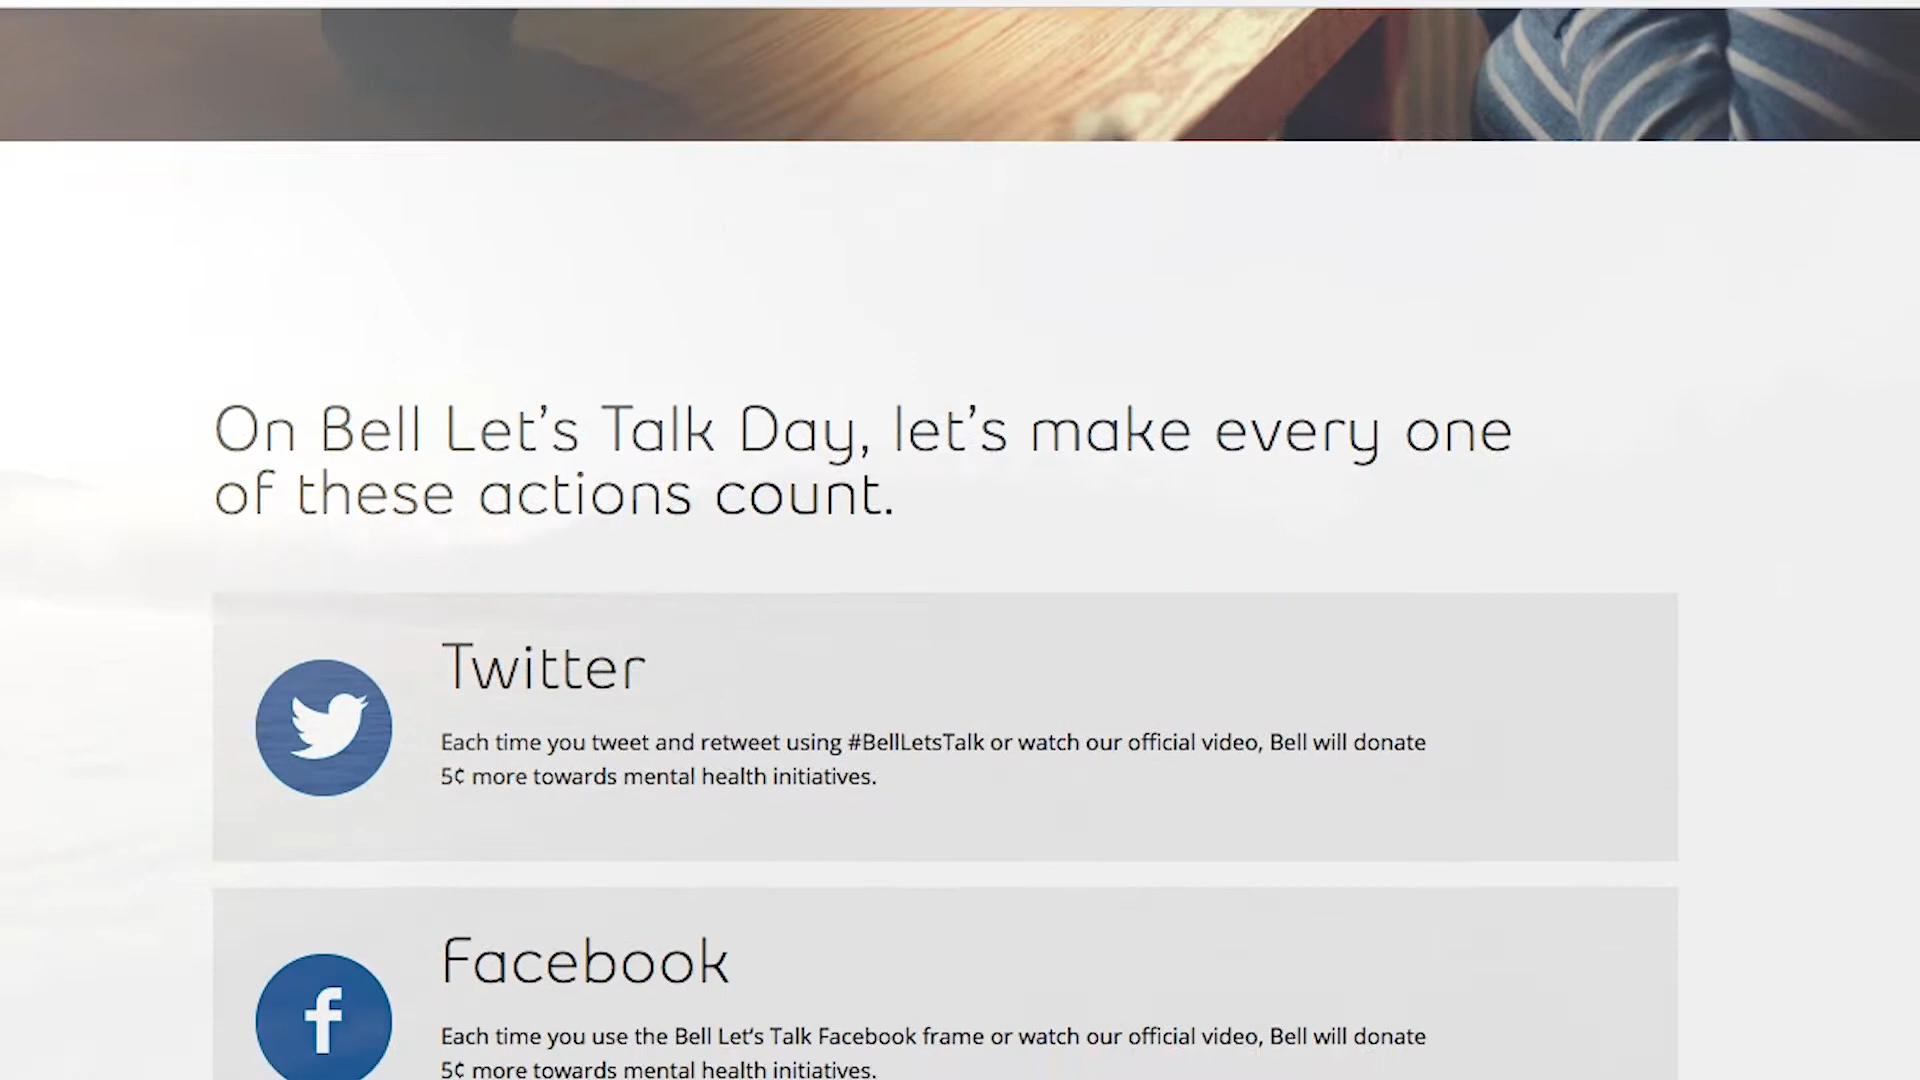 On Bell Let’s Talk Day, let’s make every one
of these actions count.
Twitter
Each time you tweet and retweet using #BellLetsTalk or watch our official video, Bell will donate
5¢ more towards mental health initiatives.
Facebook
Each time you use the Bell Let’s Talk Facebook frame or watch our official video, Bell will donate
5¢ more towards mental health initiatives.